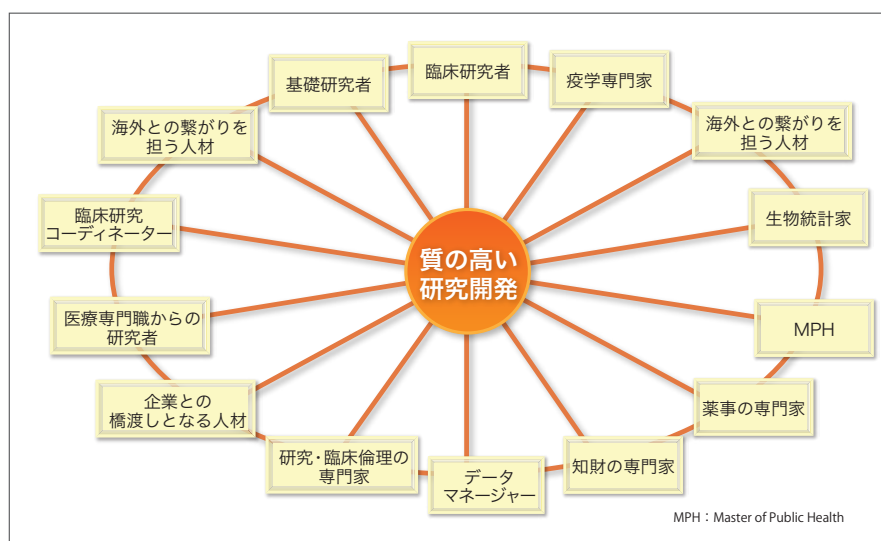 臨床研究者
基礎研究者
疫学専門家
海外との繋がりを
担う人材
海外との繋がりを
担う人材
臨床研究
コーディネーター
生物統計家
質の高い
研究開発
医療専門職からの
研究者
MPH
企業との
橋渡しとなる人材
薬事の専門家
研究・臨床倫理の
専門家
データ
マネージャー
知財の専門家
MPH：Master of Public Health